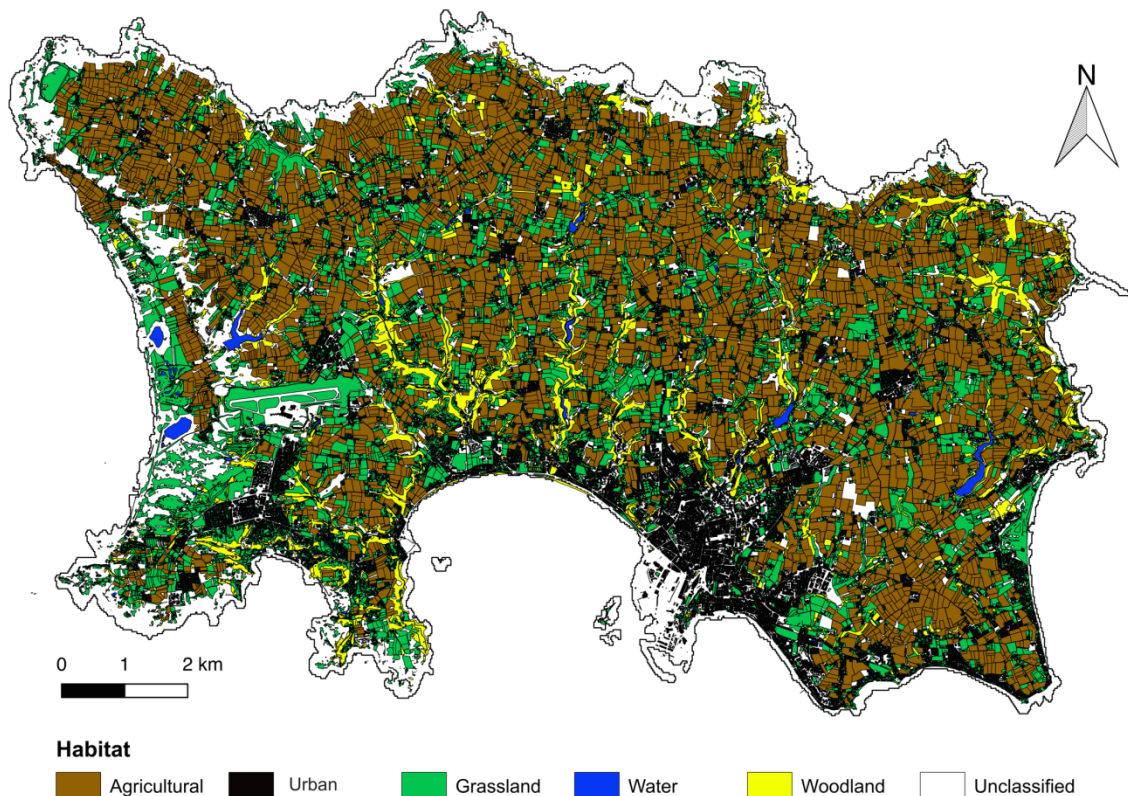 N
0 1 2 km
Habitat
Agricultural Urban Grassland Water Woodland Unclassified